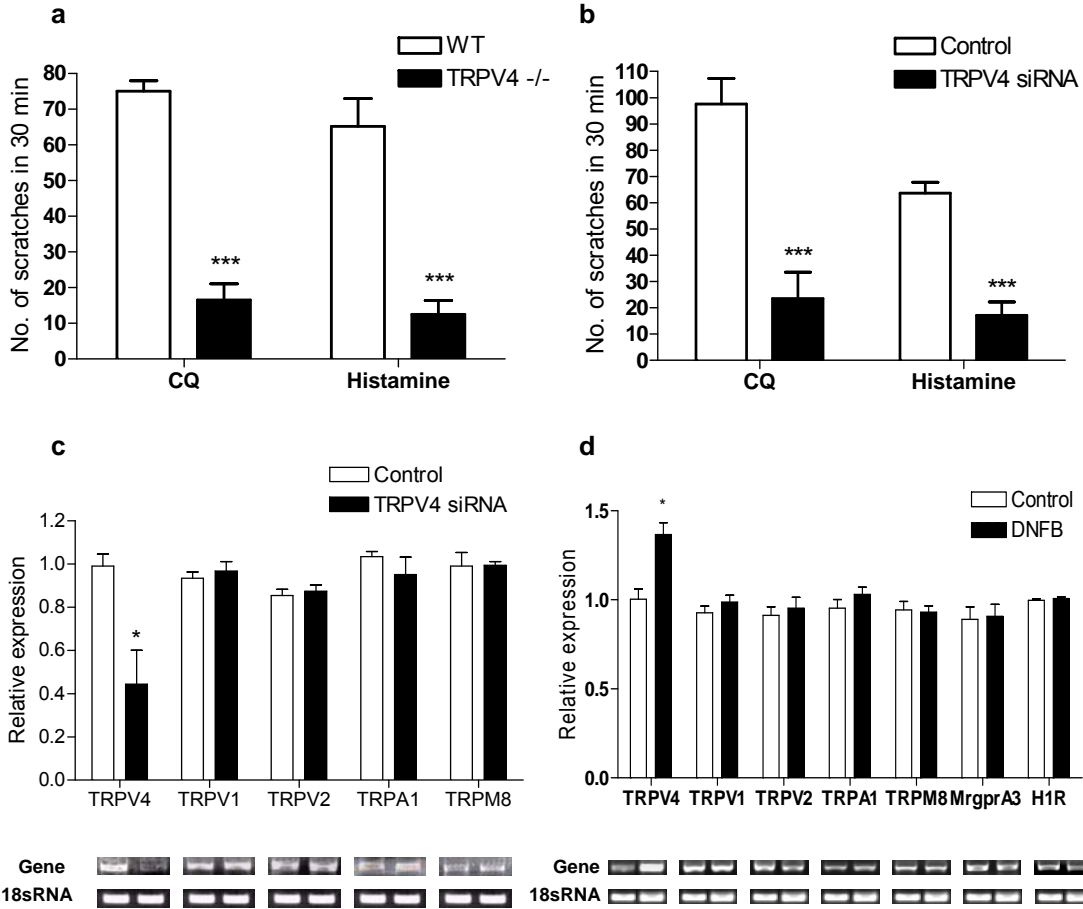 a
WT
TRPV4 -/-
No. of scratches in 30 min
80
70
60
50
40
30
20
10
0
***
***
CQ
Histamine
b
Control
TRPV4 siRNA
No. of scratches in 30 min
110
100
90
80
70
60
50
40
30
20
10
0
***
***
CQ
Histamine
c
Control
TRPV4 siRNA
Relative expression
1.2
1.0
0.8
0.6
0.4
0.2
0.0
*
TRPV4 TRPV1 TRPV2 TRPA1 TRPM8
Gene
18sRNA
d
Control
DNFB
Relative expression
1.5
1.0
0.5
0.0
*
TRPV4 TRPV1 TRPV2 TRPA1 TRPM8 MrgprA3 H1R
Gene
18sRNA